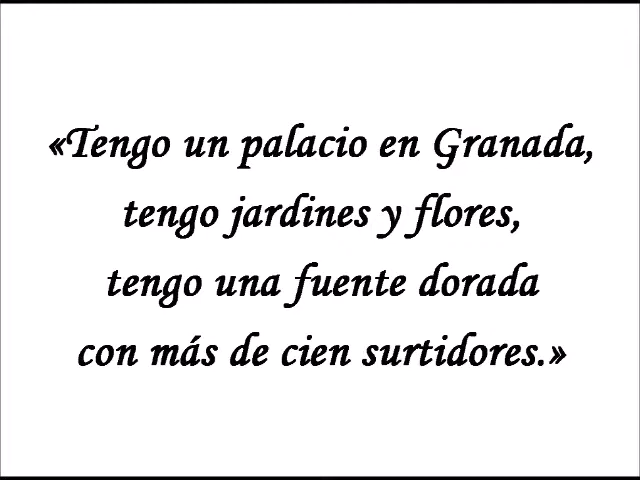 «Tengo un palacio en Granada,
tengo jardines y flores,
tengo una fuente dorada
con más de cien surtidores.»